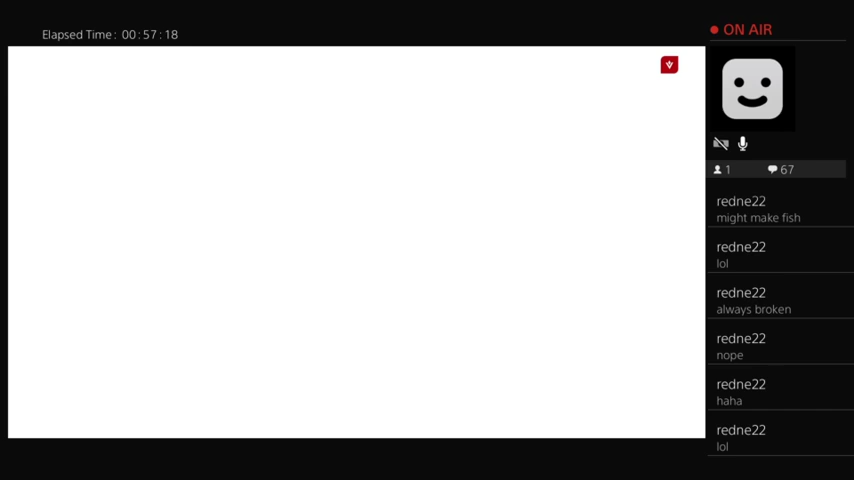 Elapsed Time: 00:57:18
ON AIR
1 67
redne22
might make fish
redne22
lol
redne22
always broken
redne22
nope
redne22
haha
redne22
lol